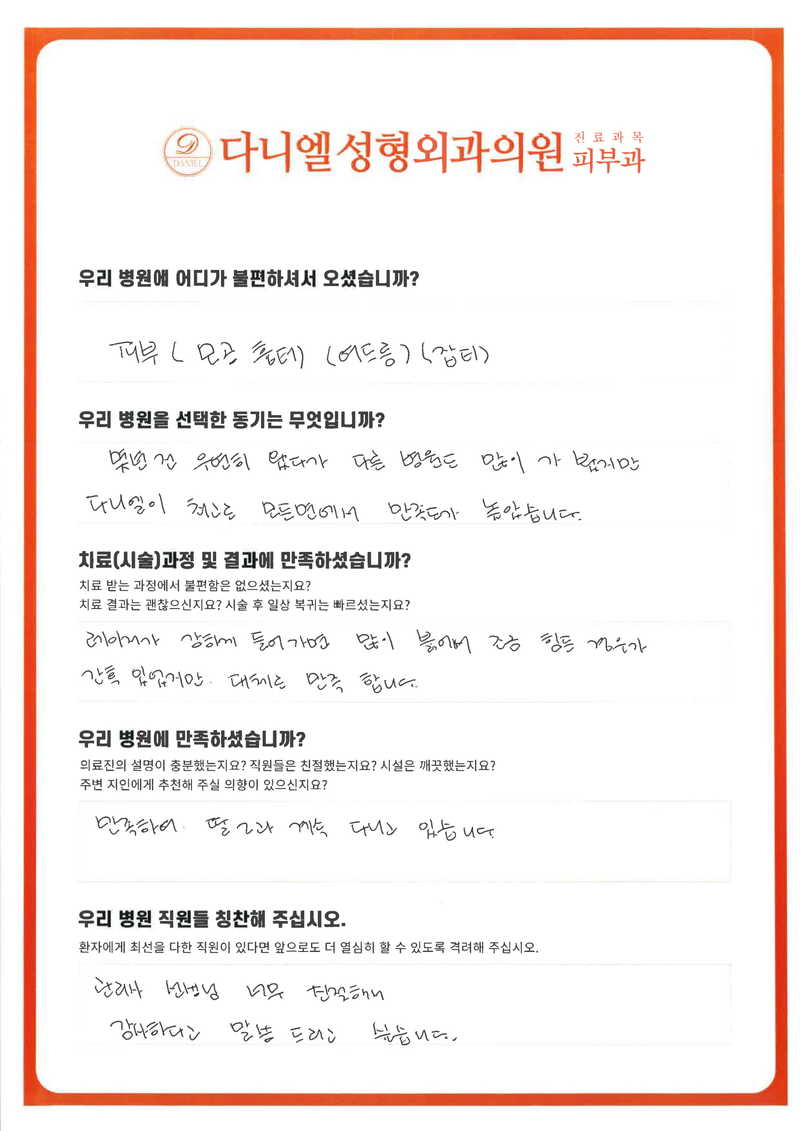 DANIEL 다니엘성형외과의원 진료과목 피부과
우리 병원에 어디가 불편하셔서 오셨습니까?
피부 ( 모공 흉터) (여드름) (잡티)
우리 병원을 선택한 동기는 무엇입니까?
몇년 전 우연히 왔다가 다른 병원도 많이 가 봤지만
다니엘이 최고로 모든면에서 만족도가 높았습니다.
치료(시술)과정 및 결과에 만족하셨습니까?
치료 받는 과정에서 불편함은 없으셨는지요?
치료 결과는 괜찮으신지요? 시술 후 일상 복귀는 빠르셨는지요?
레이저가 강하게 들어가면 많이 붉어져 조금 힘든 경우가
간혹 있었지만. 대체로 만족 합니다.
우리 병원에 만족하셨습니까?
의료진의 설명이 충분했는지요? 직원들은 친절했는지요? 시설은 깨끗했는지요?
주변 지인에게 추천해 주실 의향이 있으신지요?
만족하여. 딸 그과 계속 다니고 있습니다
우리 병원 직원들 칭찬해 주십시오.
환자에게 최선을 다한 직원이 있다면 앞으로도 더 열심히 할 수 있도록 격려해 주십시오.
관리사 선생님 너무 친절해서
감사하다고 말씀 드리고 싶습니다.